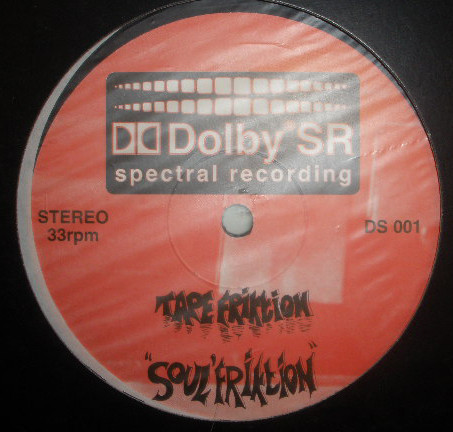 Dolby® SR
spectral recording
STEREO
33rpm
DS 001
TAPE FRIKTION
"SOUL'FRIKTION"